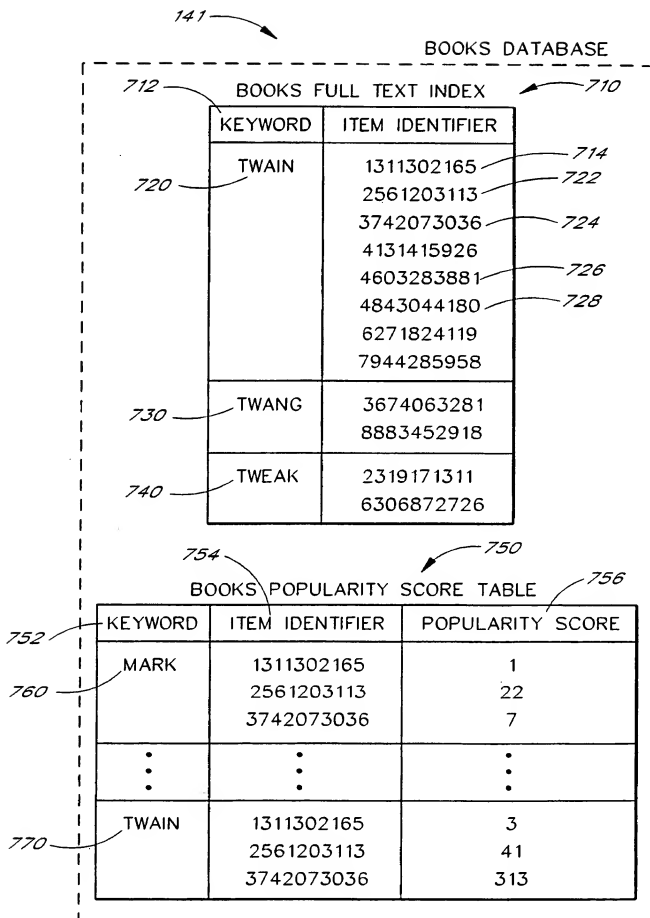 141
BOOKS DATABASE
712 BOOKS FULL TEXT INDEX 710
KEYWORD ITEM IDENTIFIER
TWAIN 1311302165 714
720 2561203113 722
3742073036 724
4131415926
4603283881 726
4843044180 728
6271824119
7944285958
730 TWANG 3674063281
8883452918
740 TWEAK 2319171311
6306872726
754 750
BOOKS POPULARITY SCORE TABLE 756
752 KEYWORD ITEM IDENTIFIER POPULARITY SCORE
760 MARK 1311302165 1
2561203113 22
3742073036 7
770 TWAIN 1311302165 3
2561203113 41
3742073036 313